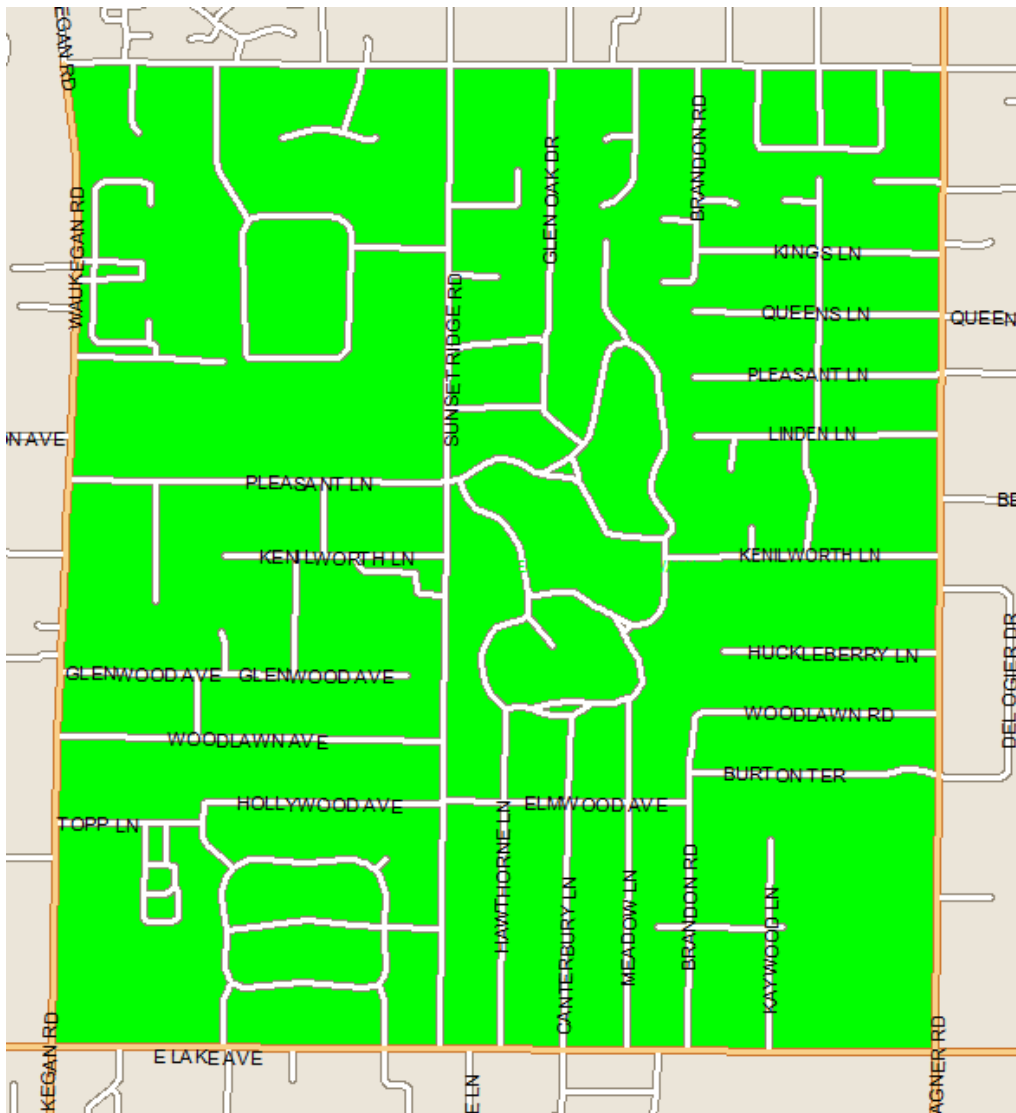 EGAN RD
BRANDON RD
GLEN OAK DR
WAUKEGAN RD
KINGS LN
SUNSET RIDGE RD
QUEENS LN
QUEEN
PLEASANT LN
LINDEN LN
ON AVE
PLEASANT LN
BE
KENILWORTH LN
KENILWORTH LN
HUCKLEBERRY LN
DELOGIER DR
GLENWOOD AVE
GLENWOOD AVE
WOODLAWN RD
WOODLAWN AVE
BURTON TER
HOLLYWOOD AVE
ELMWOOD AVE
TOPP LN
HAWTHORNE LN
CANTERBURY LN
MEADOW LN
BRANDON RD
KAYWOOD LN
KEGAN RD
E LAKE AVE
E LN
AGNER RD